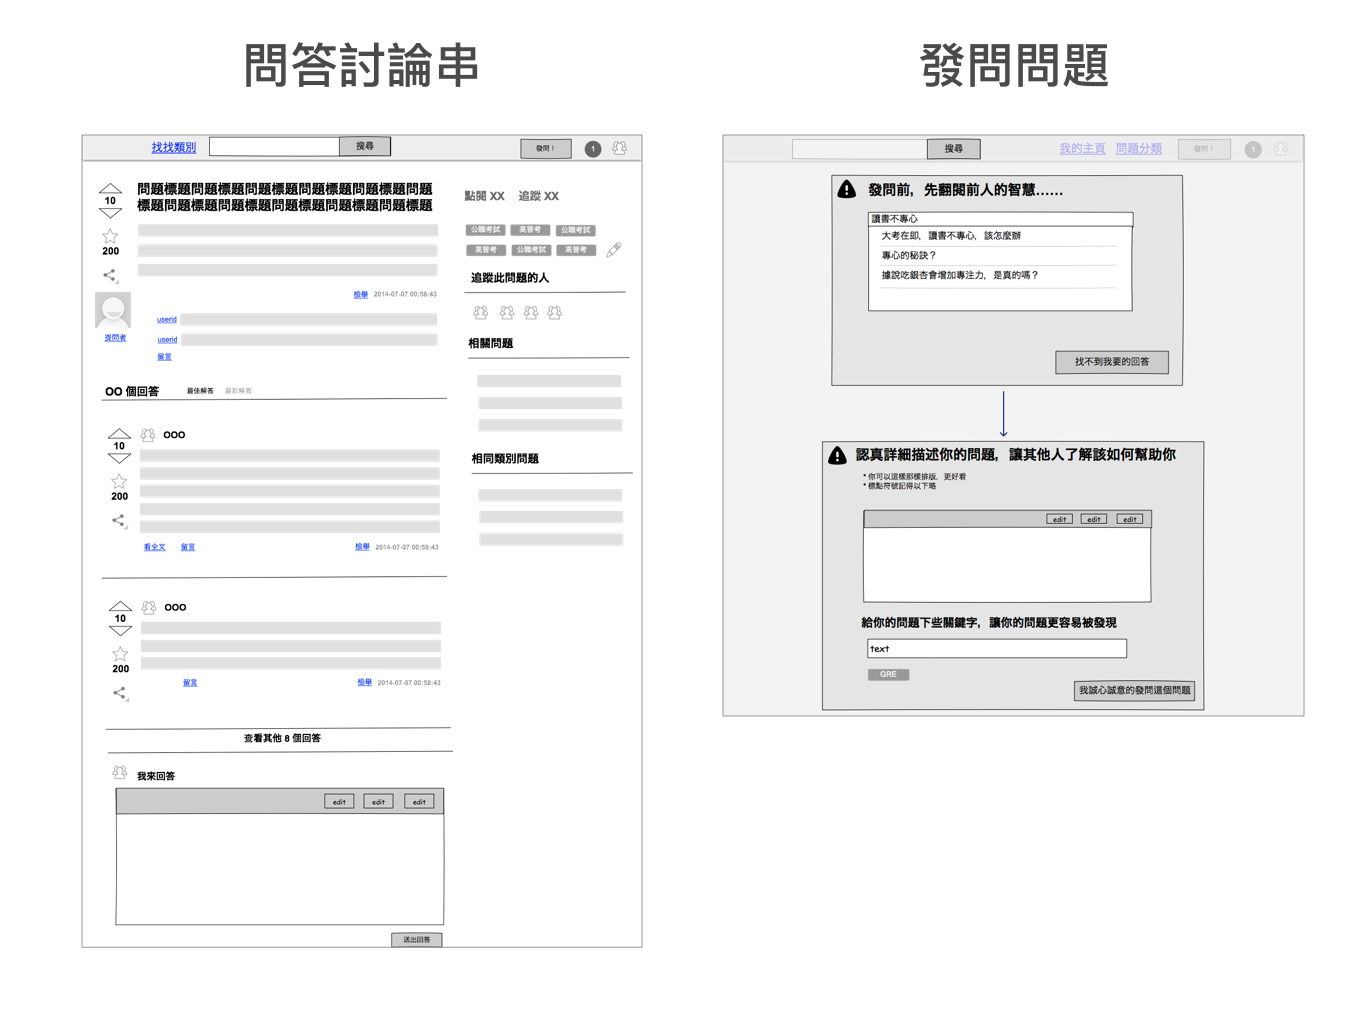 問答討論串
找找類別
搜尋
發問！
1
10
問題標題問題標題問題標題問題標題問題標題問題
標題問題標題問題標題問題標題問題標題問題標題
200
檢舉 2014-07-07 00:58:43
提問者
userid
userid
留言
點閱 XX 追蹤 XX
公職考試 高普考 公職考試
高普考 公職考試 高普考
追蹤此問題的人
相關問題
相同類別問題
OO 個回答 最佳解答 最新解答
10
OOO
200
看全文 留言 檢舉 2014-07-07 00:58:43
10
OOO
200
留言 檢舉 2014-07-07 00:58:43
查看其他 8 個回答
我來回答
edit edit edit
送出回答
發問問題
搜尋
我的主頁 問題分類 發問！ 1
發問前，先翻閱前人的智慧......
讀書不專心
大考在即，讀書不專心，該怎麼辦
專心的秘訣？
據說吃銀杏會增加專注力，是真的嗎？
找不到我要的回答
認真詳細描述你的問題，讓其他人了解該如何幫助你
* 你可以這樣那樣排版，更好看
* 標點符號記得以下略
edit edit edit
給你的問題下些關鍵字，讓你的問題更容易被發現
text
GRE
我誠心誠意的發問這個問題